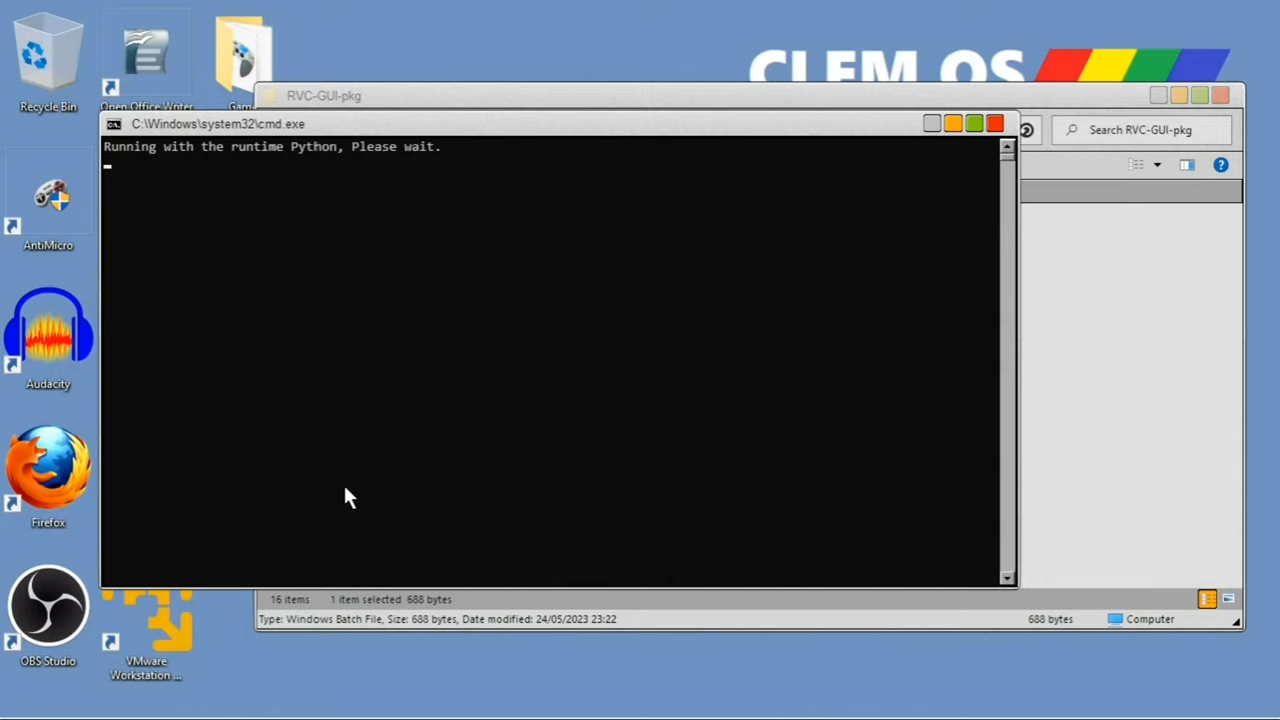 CLEM OS
Recycle Bin
Open Office Writer
Gam
RVC-GUI-pkg
C:\Windows\system32\cmd.exe
Search RVC-GUI-pkg
Running with the runtime Python, Please wait.
AntiMicro
Audacity
Firefox
OBS Studio
VMware
Workstation ...
16 items 1 item selected 688 bytes
Type: Windows Batch File, Size: 688 bytes, Date modified: 24/05/2023 23:22
688 bytes
Computer